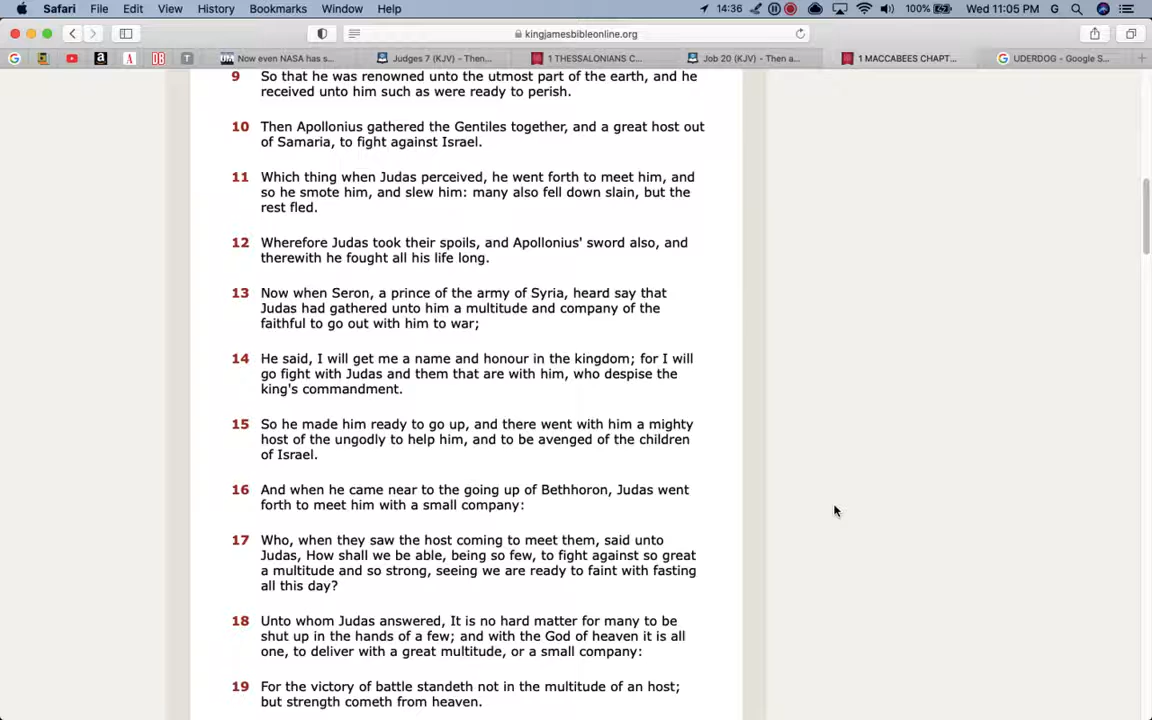 Safari File Edit View History Bookmarks Window Help 14:36 100% Wed 11:05 PM G
kingjamesbibleonline.org
Now even NASA has s... Judges 7 (KJV) - Then... 1 THESSALONIANS C... Job 20 (KJV) - Then a... 1 MACCABEES CHAPT... UDERDOG - Google S...
9 So that he was renowned unto the utmost part of the earth, and he
received unto him such as were ready to perish.
10 Then Apollonius gathered the Gentiles together, and a great host out
of Samaria, to fight against Israel.
11 Which thing when Judas perceived, he went forth to meet him, and
so he smote him, and slew him: many also fell down slain, but the
rest fled.
12 Wherefore Judas took their spoils, and Apollonius' sword also, and
therewith he fought all his life long.
13 Now when Seron, a prince of the army of Syria, heard say that
Judas had gathered unto him a multitude and company of the
faithful to go out with him to war;
14 He said, I will get me a name and honour in the kingdom; for I will
go fight with Judas and them that are with him, who despise the
king's commandment.
15 So he made him ready to go up, and there went with him a mighty
host of the ungodly to help him, and to be avenged of the children
of Israel.
16 And when he came near to the going up of Bethhoron, Judas went
forth to meet him with a small company:
17 Who, when they saw the host coming to meet them, said unto
Judas, How shall we be able, being so few, to fight against so great
a multitude and so strong, seeing we are ready to faint with fasting
all this day?
18 Unto whom Judas answered, It is no hard matter for many to be
shut up in the hands of a few; and with the God of heaven it is all
one, to deliver with a great multitude, or a small company:
19 For the victory of battle standeth not in the multitude of an host;
but strength cometh from heaven.